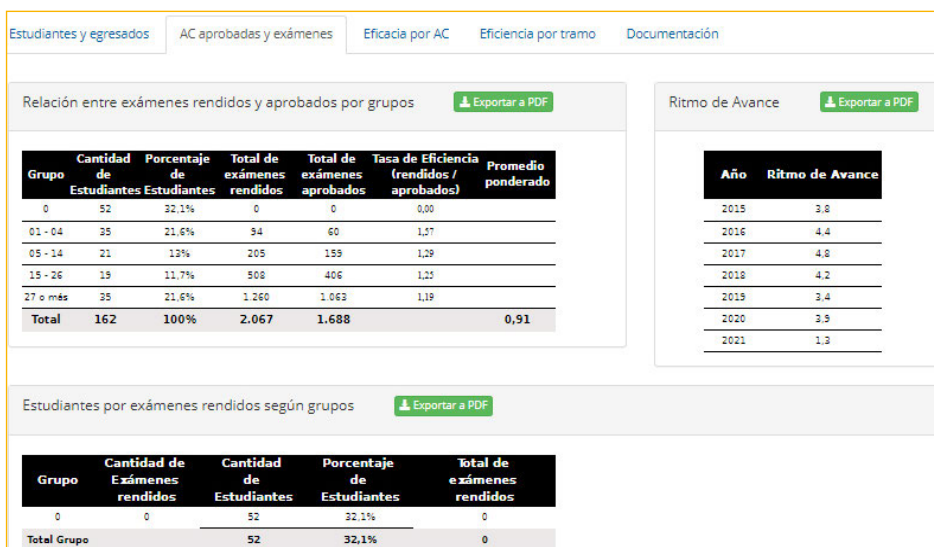 Estudiantes y egresados AC aprobadas y exámenes Eficacia por AC Eficiencia por tramo Documentación
Relación entre exámenes rendidos y aprobados por grupos Exportar a PDF
Grupo Cantidad de Estudiantes Porcentaje de Estudiantes Total de exámenes rendidos Total de exámenes aprobados Tasa de Eficiencia (rendidos / aprobados) Promedio ponderado
0 52 32,1% 0 0 0,00
01 - 04 35 21,6% 94 60 1,57
05 - 14 21 13% 205 159 1,29
15 - 26 19 11,7% 508 406 1,25
27 o más 35 21,6% 1.260 1.063 1,19
Total 162 100% 2.067 1.688 0,91
Ritmo de Avance Exportar a PDF
Año Ritmo de Avance
2015 3,8
2016 4,4
2017 4,8
2018 4,2
2019 3,4
2020 3,9
2021 1,3
Estudiantes por exámenes rendidos según grupos Exportar a PDF
Grupo Cantidad de Exámenes rendidos Cantidad de Estudiantes Porcentaje de Estudiantes Total de exámenes rendidos
0 0 52 32,1% 0
Total Grupo 52 32,1% 0